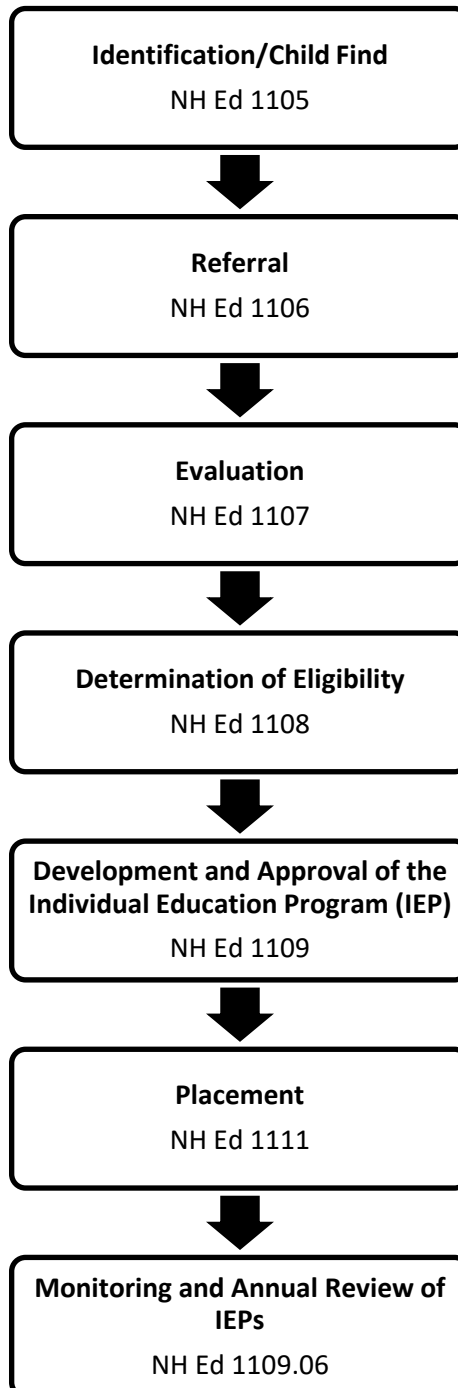 Identification/Child Find
NH Ed 1105
Referral
NH Ed 1106
Evaluation
NH Ed 1107
Determination of Eligibility
NH Ed 1108
Development and Approval of the
Individual Education Program (IEP)
NH Ed 1109
Placement
NH Ed 1111
Monitoring and Annual Review of
IEPs
NH Ed 1109.06